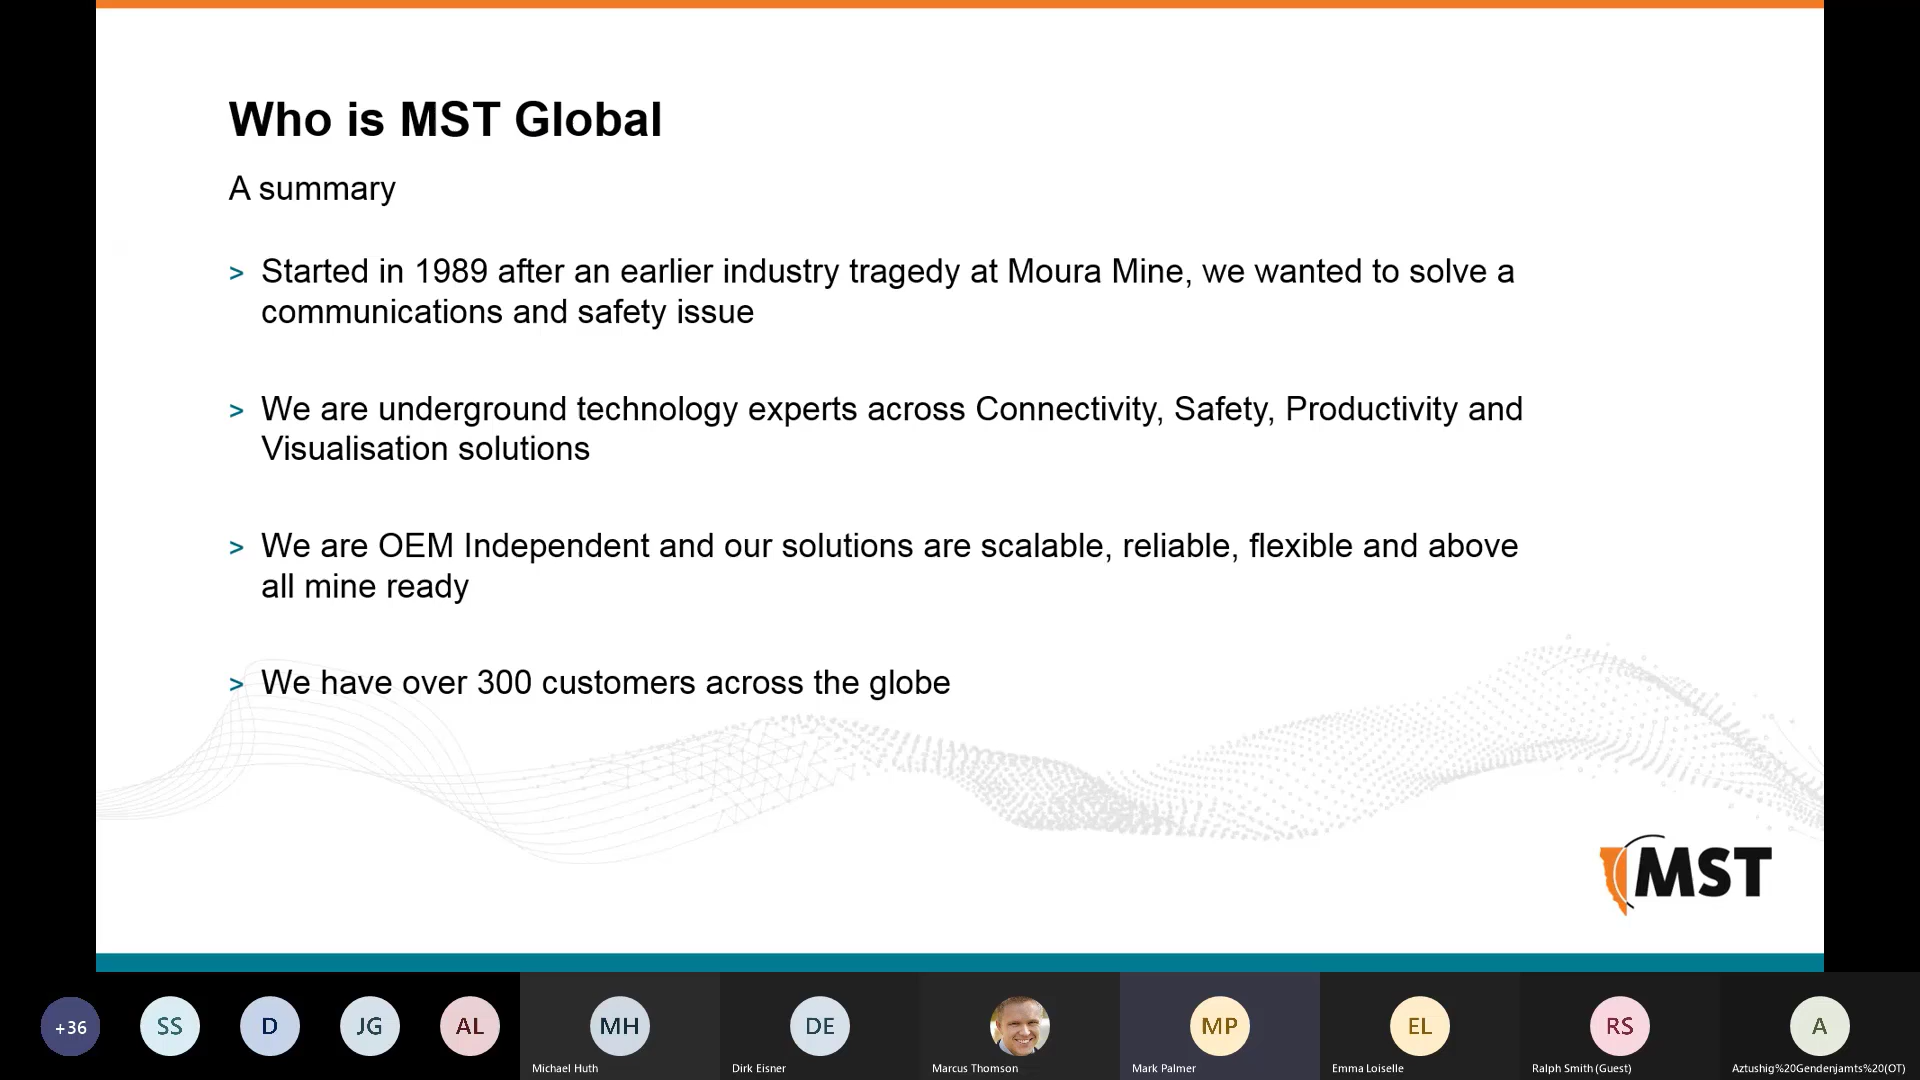 Who is MST Global
A summary
> Started in 1989 after an earlier industry tragedy at Moura Mine, we wanted to solve a
communications and safety issue
> We are underground technology experts across Connectivity, Safety, Productivity and
Visualisation solutions
> We are OEM Independent and our solutions are scalable, reliable, flexible and above
all mine ready
> We have over 300 customers across the globe
MST
+36 SS D JG AL MH DE MP EL RS A
Michael Huth Dirk Eisner Marcus Thomson Mark Palmer Emma Loiselle Ralph Smith (Guest) Aztushig%20Gendenjamts%20(OT)